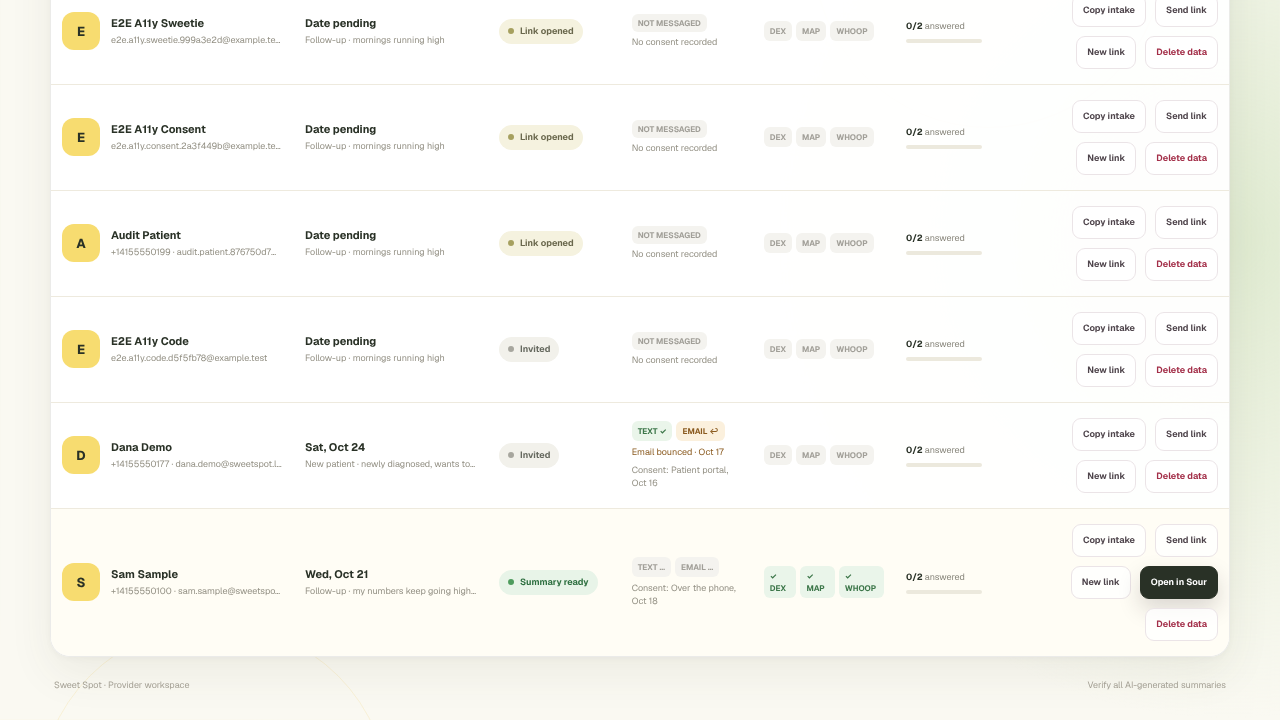 E
E2E A11y Sweetie
e2e.a11y.sweetie.999a3e2d@example.te...
Date pending
Follow-up · mornings running high
Link opened
NOT MESSAGED
No consent recorded
DEX MAP WHOOP
0/2 answered
Copy intake Send link
New link Delete data
E
E2E A11y Consent
e2e.a11y.consent.2a3f449b@example.te...
Date pending
Follow-up · mornings running high
Link opened
NOT MESSAGED
No consent recorded
DEX MAP WHOOP
0/2 answered
Copy intake Send link
New link Delete data
A
Audit Patient
+14155550199 · audit.patient.876750d7...
Date pending
Follow-up · mornings running high
Link opened
NOT MESSAGED
No consent recorded
DEX MAP WHOOP
0/2 answered
Copy intake Send link
New link Delete data
E
E2E A11y Code
e2e.a11y.code.d5f5fb78@example.test
Date pending
Follow-up · mornings running high
Invited
NOT MESSAGED
No consent recorded
DEX MAP WHOOP
0/2 answered
Copy intake Send link
New link Delete data
D
Dana Demo
+14155550177 · dana.demo@sweetspot.l...
Sat, Oct 24
New patient · newly diagnosed, wants to...
Invited
TEXT ✓ EMAIL ↩
Email bounced · Oct 17
Consent: Patient portal,
Oct 16
DEX MAP WHOOP
0/2 answered
Copy intake Send link
New link Delete data
S
Sam Sample
+14155550100 · sam.sample@sweetspo...
Wed, Oct 21
Follow-up · my numbers keep going high...
Summary ready
TEXT ... EMAIL ...
Consent: Over the phone,
Oct 18
✓ ✓ ✓
DEX MAP WHOOP
0/2 answered
Copy intake Send link
New link Open in Sour
Delete data
Sweet Spot · Provider workspace
Verify all AI-generated summaries